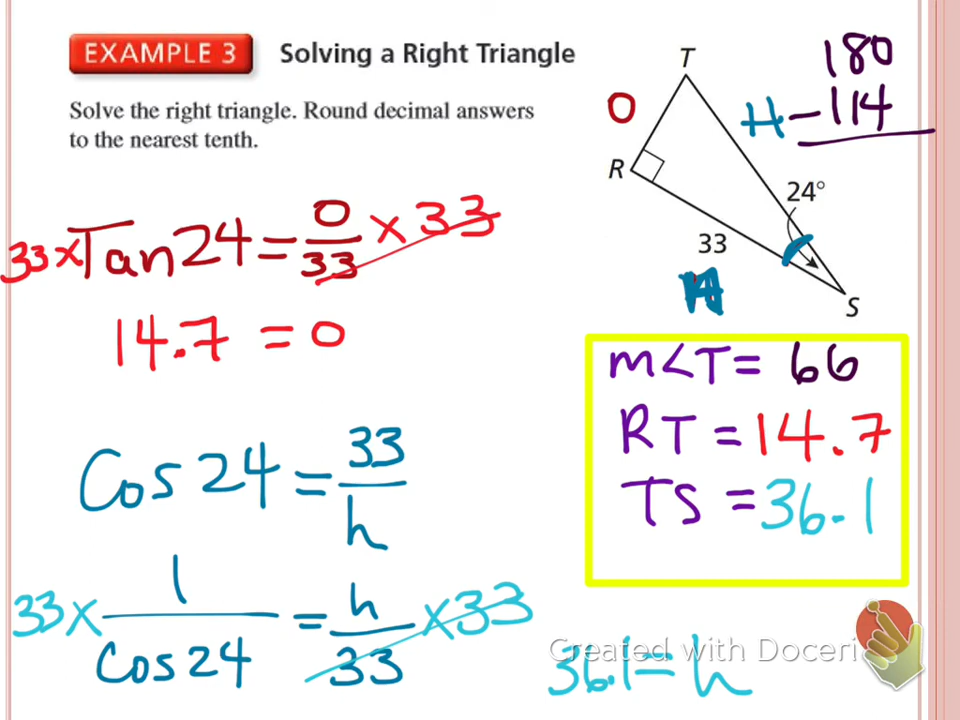 EXAMPLE 3 Solving a Right Triangle
Solve the right triangle. Round decimal answers
to the nearest tenth.
T
O
H
180
-114
R
24°
33
S
33 x Tan 24 = 0/33 x 33
14.7 = 0
m∠T = 66
RT = 14.7
TS = 36.1
Cos 24 = 33/h
33 x 1/cos 24 = h/33 x 33
36.1 = h
Created with Doceri